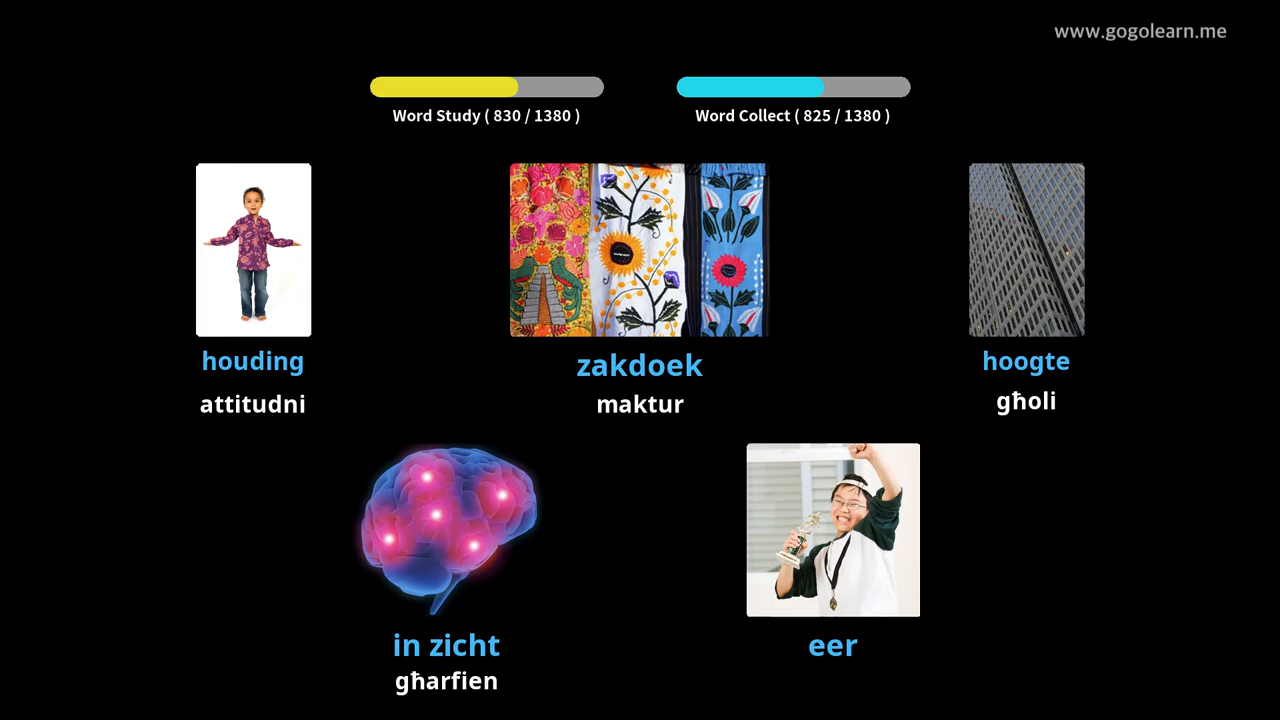 www.gogolearn.me
Word Study ( 830 / 1380 )
Word Collect ( 825 / 1380 )
houding
attitudni
zakdoek
maktur
hoogte
għoli
in zicht
għarfien
eer